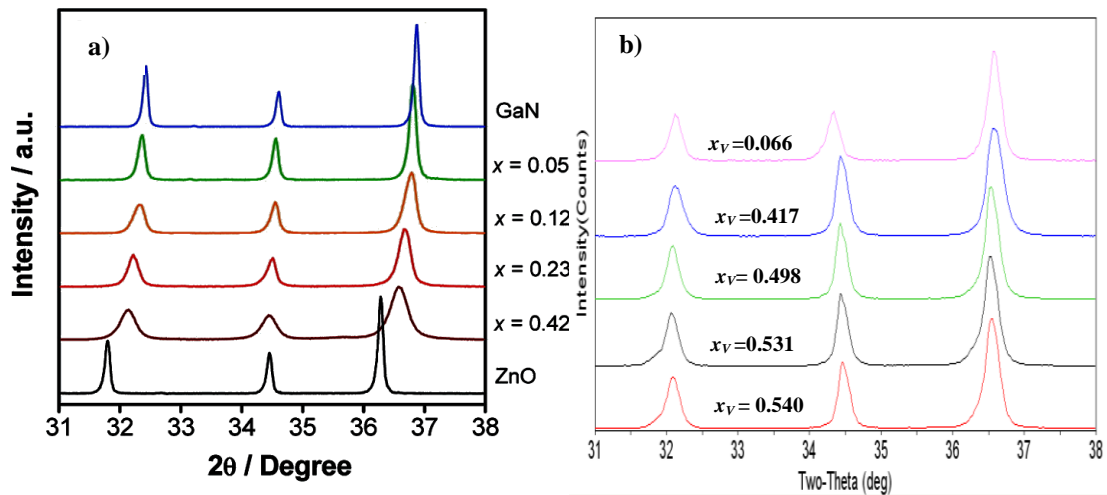 a)
GaN
x = 0.05
x = 0.12
x = 0.23
x = 0.42
ZnO
Intensity / a.u.
31 32 33 34 35 36 37 38
2θ / Degree
b)
xV=0.066
xV=0.417
xV=0.498
xV=0.531
xV= 0.540
Intensity(Counts)
31 32 33 34 35 36 37 38
Two-Theta (deg)